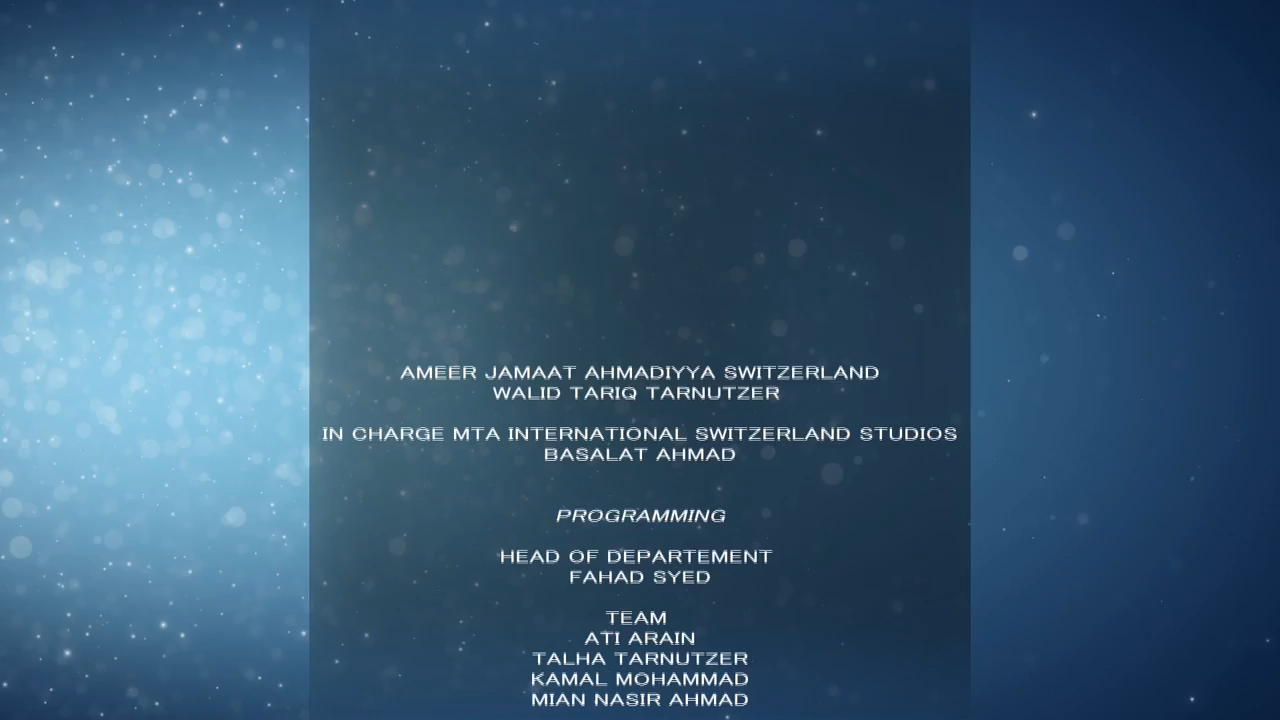 AMEER JAMAAT AHMADIYYA SWITZERLAND
WALID TARIQ TARNUTZER
IN CHARGE MTA INTERNATIONAL SWITZERLAND STUDIOS
BASALAT AHMAD
PROGRAMMING
HEAD OF DEPARTEMENT
FAHAD SYED
TEAM
ATI ARAIN
TALHA TARNUTZER
KAMAL MOHAMMAD
MIAN NASIR AHMAD